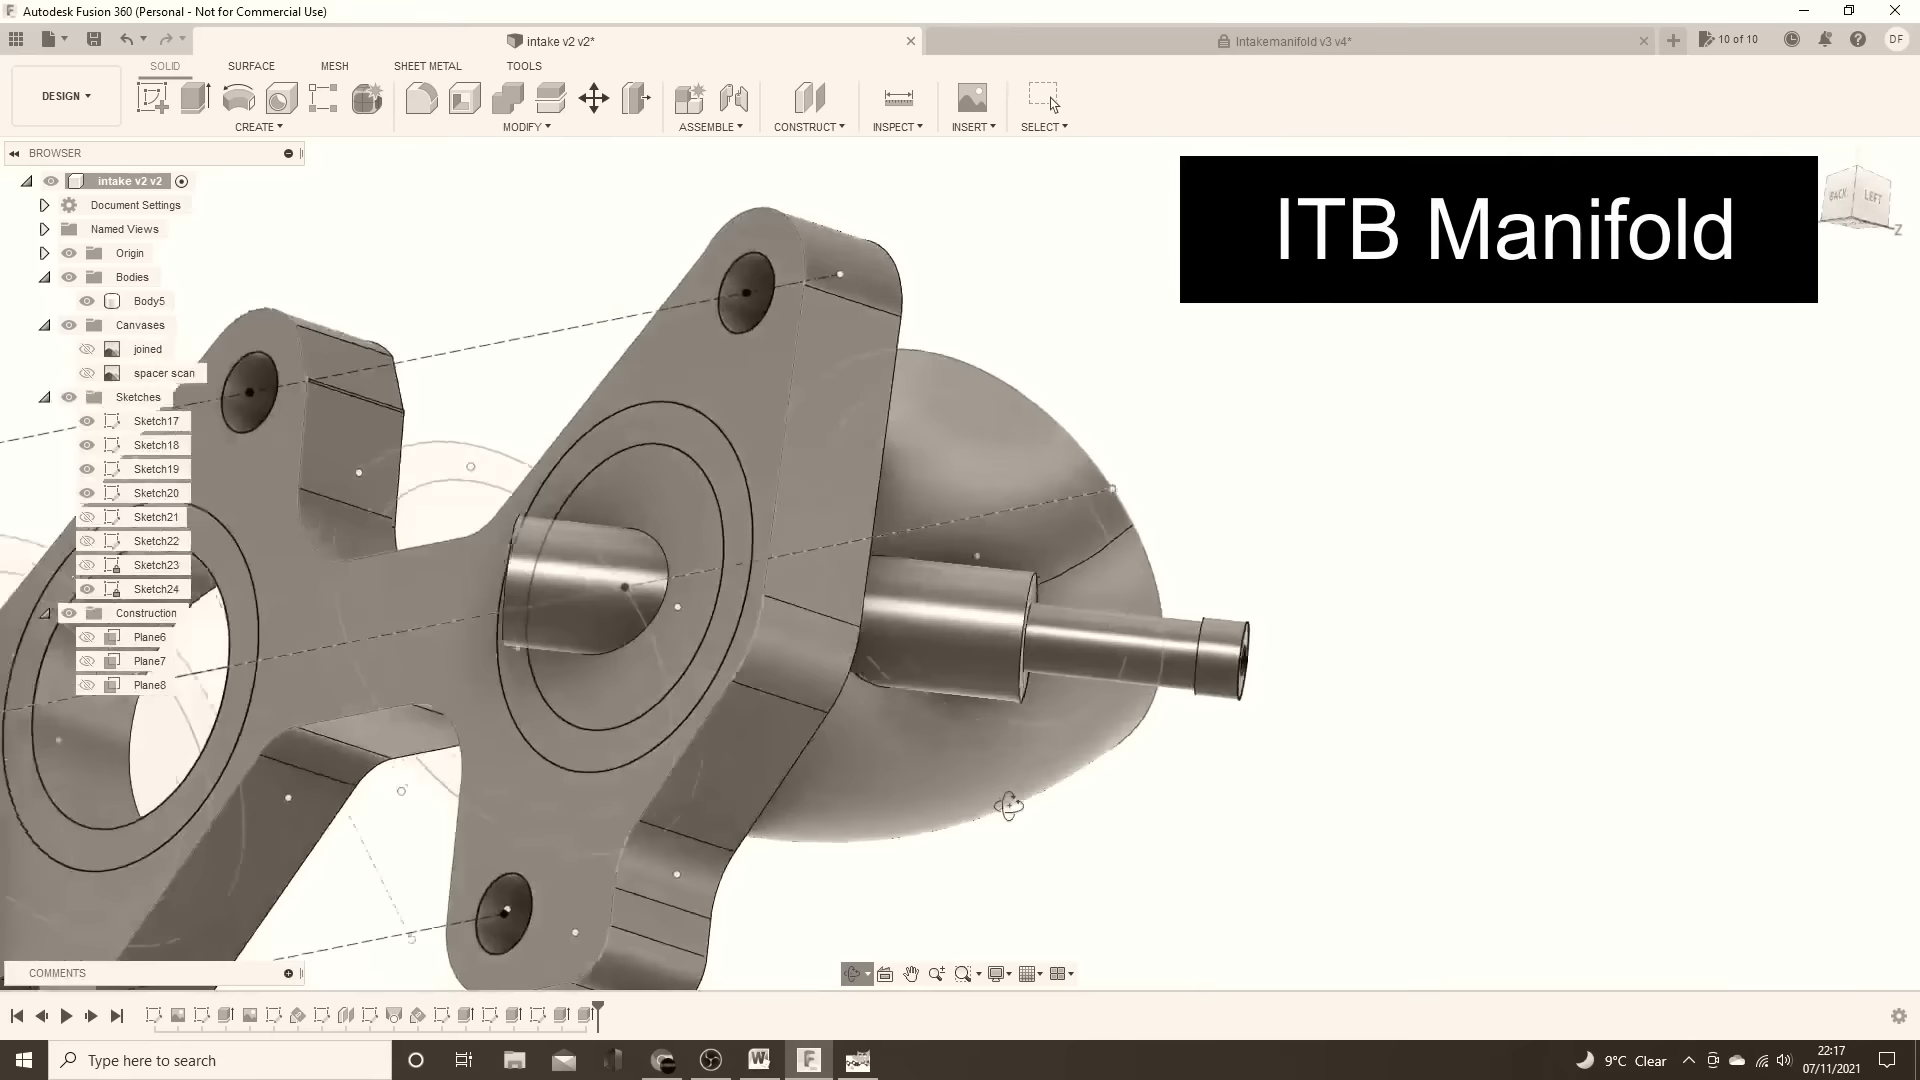 Autodesk Fusion 360 (Personal - Not for Commercial Use)
intake v2 v2*
Intakemanifold v3 v4*
10 of 10
DF
SOLID
SURFACE
MESH
SHEET METAL
TOOLS
DESIGN
CREATE
MODIFY
ASSEMBLE
CONSTRUCT
INSPECT
INSERT
SELECT
BROWSER
intake v2 v2
Document Settings
Named Views
Origin
Bodies
Body5
Canvases
joined
spacer scan
Sketches
Sketch17
Sketch18
Sketch19
Sketch20
Sketch21
Sketch22
Sketch23
Sketch24
Construction
Plane6
Plane7
Plane8
ITB Manifold
BACK
LEFT
Z
COMMENTS
Type here to search
9°C Clear
22:17
07/11/2021